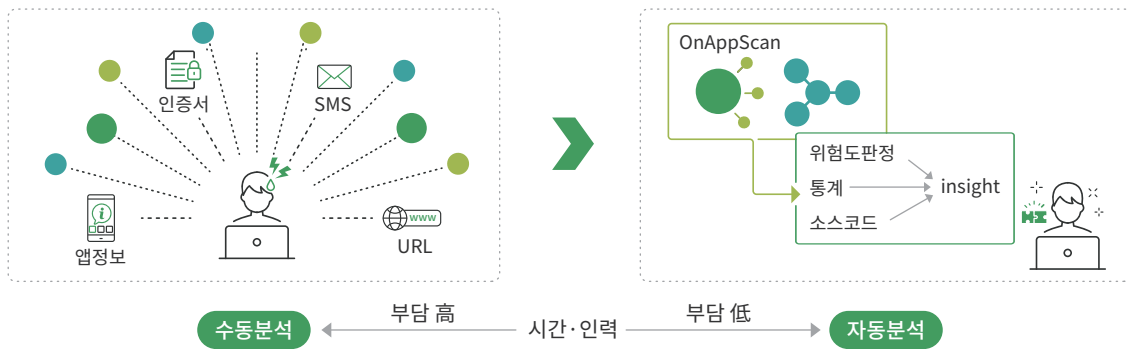 인증서
SMS
앱정보
www
URL
OnAppScan
위험도판정
통계
소스코드
insight
수동분석
부담 高
시간·인력
부담 低
자동분석